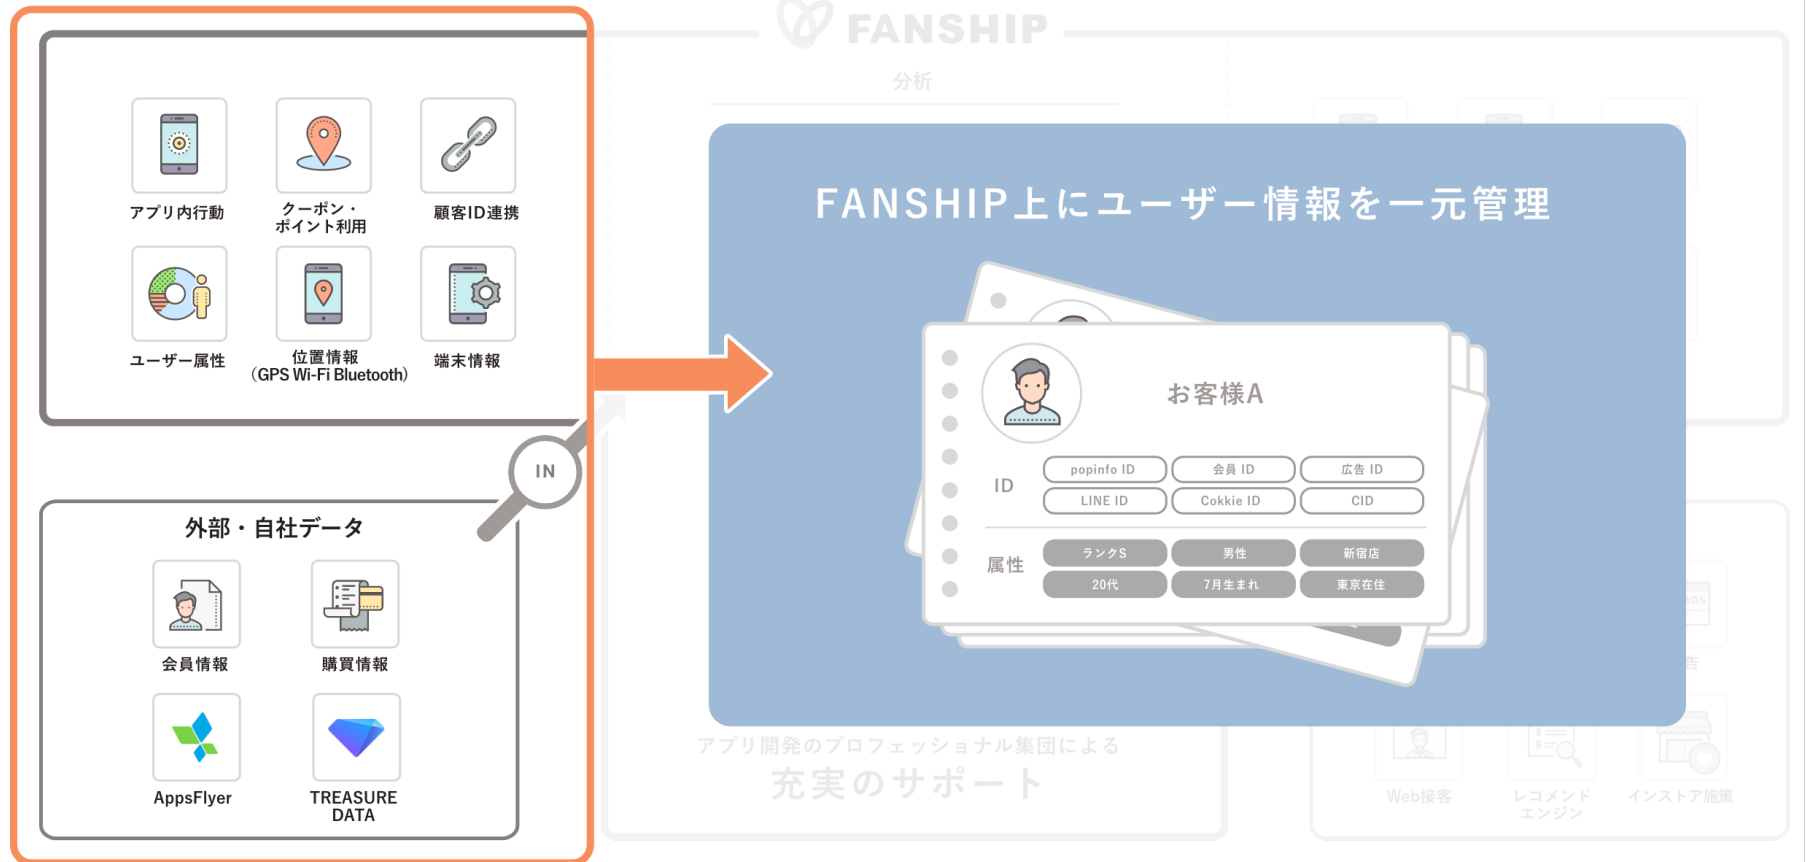 FANSHIP
分析
アプリ内行動
クーポン・
ポイント利用
顧客ID連携
ユーザー属性
位置情報
(GPS Wi-Fi Bluetooth)
端末情報
IN
外部・自社データ
会員情報
購買情報
AppsFlyer
TREASURE
DATA
FANSHIP上にユーザー情報を一元管理
お客様A
ID
popinfo ID
会員 ID
広告 ID
LINE ID
Cokkie ID
CID
属性
ランクS
男性
新宿店
20代
7月生まれ
東京在住
アプリ開発のプロフェッショナル集団による
充実のサポート
ADS
告
Web接客
レコメンド
エンジン
インストア施策